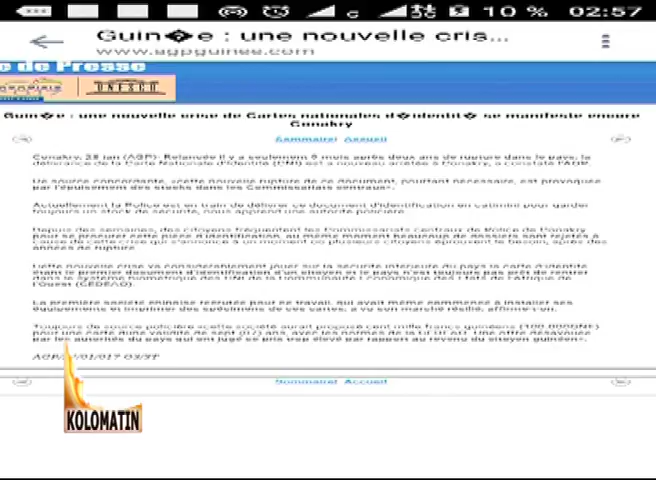 10 % 02:57
Guin�e : une nouvelle cris...
www.agpguinee.com
e de Presse
UNESCO
Guin�e : une nouvelle crise de Cartes nationales d�identit� se manifeste encore
Conakry
Sommaire| Accueil
Conakry, 28 Jan (AGP)- Relancée il y a seulement 9 mois après deux ans de rupture dans le pays, la
délivrance de la Carte Nationale d'Identité (CNI) est à nouveau arrêtée à Conakry, a constaté l'AGP.
De source concordante, «cette nouvelle rupture de ce document, pourtant nécessaire, est provoquée
par l'épuisement des stocks dans les Commissariats centraux».
Actuellement la Police est en train de délivrer ce document d'identification en catimini pour garder
toujours un stock de sécurité, nous apprend une autorité policière.
Depuis des semaines, des citoyens fréquentent les Commissariats centraux de Police de Conakry
pour se procurer cette pièce d'identification, au même moment beaucoup de dossiers sont rejetés à
cause de cette crise qui s'annonce à un moment où plusieurs citoyens éprouvent le besoin, après des
années de rupture.
Cette nouvelle crise va considérablement jouer sur la sécurité intérieure du pays la carte d'identité
étant le premier document d'identification d'un citoyen et le pays n'est toujours pas prêt de rentrer
dans le système biométrique des CNI de la Communauté Economique des Etats de l'Afrique de
l'Ouest (CEDEAO).
La première société chinoise recrutée pour ce travail, qui avait même commencé à installer ses
équipements et imprimer des spécimens de ces cartes, a vu son marché résilié, affirme-t-on.
Toujours de source policière «cette société aurait proposé cent mille francs guinéens (100.000GNF)
pour une carte d'une validité de sept (07) ans, avec les normes de la CEDEAO. Une offre désavouée
par les autorités du pays qui ont jugé se prix trop élevé par rapport au revenu du citoyen guinéen».
Sommaire| Accueil
KOLOMATIN